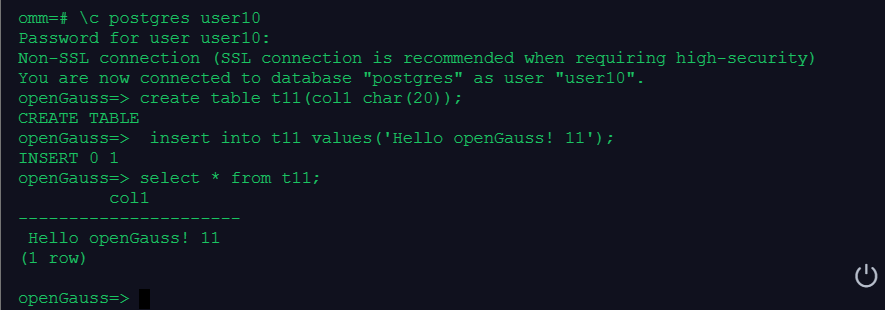 omm=# \c postgres user10
Password for user user10:
Non-SSL connection (SSL connection is recommended when requiring high-security)
You are now connected to database "postgres" as user "user10".
openGauss=> create table t11(col1 char(20));
CREATE TABLE
openGauss=>  insert into t11 values('Hello openGauss! 11');
INSERT 0 1
openGauss=> select * from t11;
         col1
----------------------
 Hello openGauss! 11
(1 row)
openGauss=>